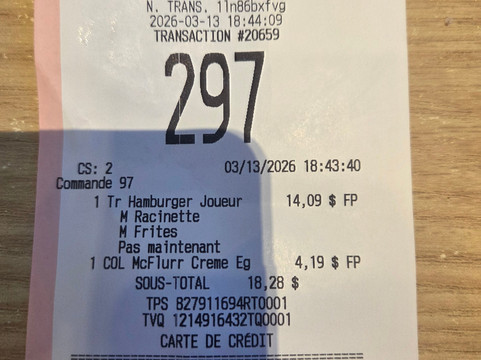 N. TRANS. 11n86bxfvg
2026-03-13 18:44:09
TRANSACTION #20659
297
CS: 2 03/13/2026 18:43:40
Commande 97
1 Tr Hamburger Joueur 14,09 $ FP
M Racinette
M Frites
Pas maintenant
1 COL McFlurr Creme Eg 4,19 $ FP
SOUS-TOTAL 18,28 $
TPS 827911694RT0001
TVQ 1214916432TQ0001
CARTE DE CRÉDIT